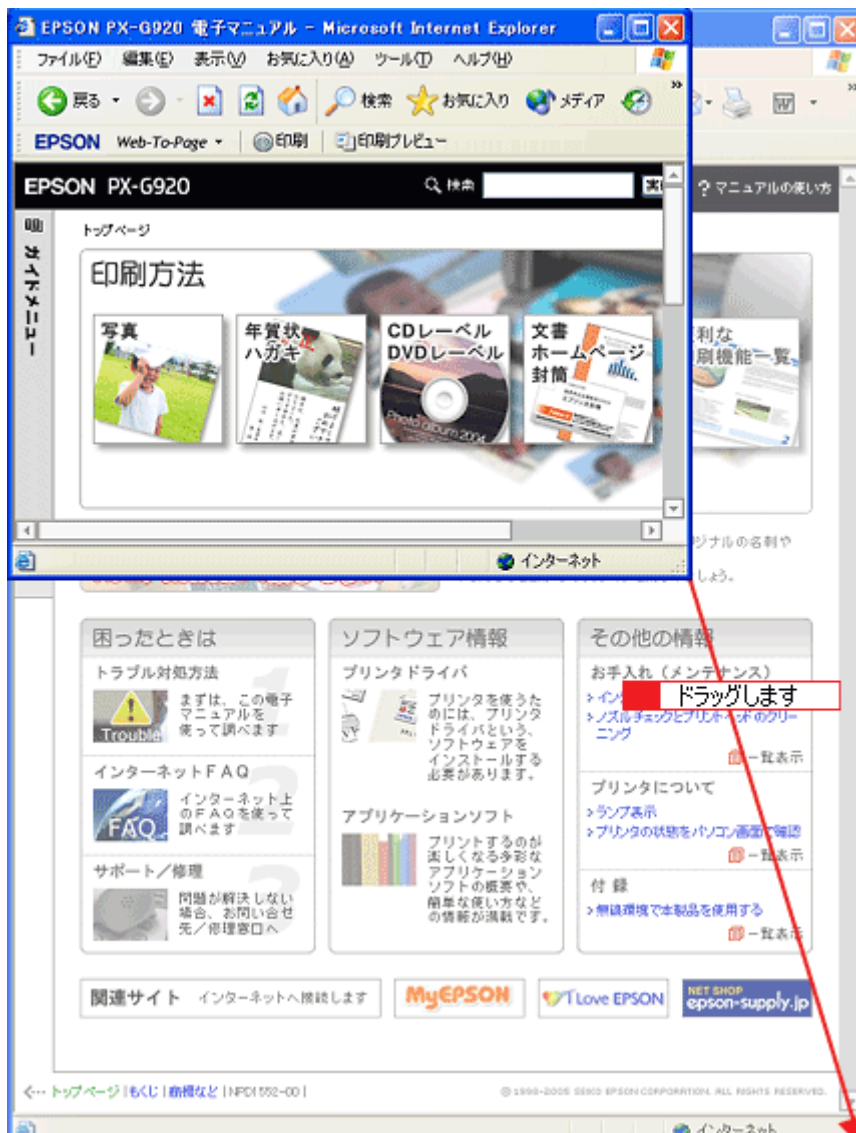 EPSON PX-G920 電子マニュアル - Microsoft Internet Explorer
ファイル(F) 編集(E) 表示(V) お気に入り(A) ツール(T) ヘルプ(H)
戻る 検索 お気に入り メディア
EPSON Web-To-Page 印刷 印刷プレビュー
EPSON PX-G920 検索
? マニュアルの使い方
ガイドメニュー
トップページ
印刷方法
写真
年賀状
ハガキ
CDレーベル
DVDレーベル
Photo album 2004
文書
ホームページ
封筒
利な
刷機能一覧
インターネット
ジナルの名刺や
しょう。
困ったときは
トラブル対処方法
まずは、この電子
マニュアルを
使って調べます
Trouble
インターネットFAQ
インターネット上
のFAQを使って
調べます
FAQ
サポート/修理
問題が解決しない
場合、お問い合せ
先/修理窓口へ
ソフトウェア情報
プリンタドライバ
プリンタを使うた
めには、プリンタ
ドライバという、
ソフトウェアを
インストールする
必要があります。
アプリケーションソフト
プリントするのが
楽しくなる多彩な
アプリケーション
ソフトの概要や、
簡単な使い方など
の情報が満載です。
その他の情報
お手入れ(メンテナンス)
ドラッグします
ノズルチェックとプリントヘッドのクリー
ニング
一覧表示
プリンタについて
ランプ表示
プリンタの状態をパソコン画面で確認
一覧表示
付録
無線環境で本製品を使用する
一覧表示
関連サイト インターネットへ接続します
MyEPSON
I Love EPSON
NET SHOP
epson-supply.jp
トップページ | もくじ | 商標など | NPD1552-00 |
© 1998-2005 SEIKO EPSON CORPORATION. ALL RIGHTS RESERVED.
インターネット